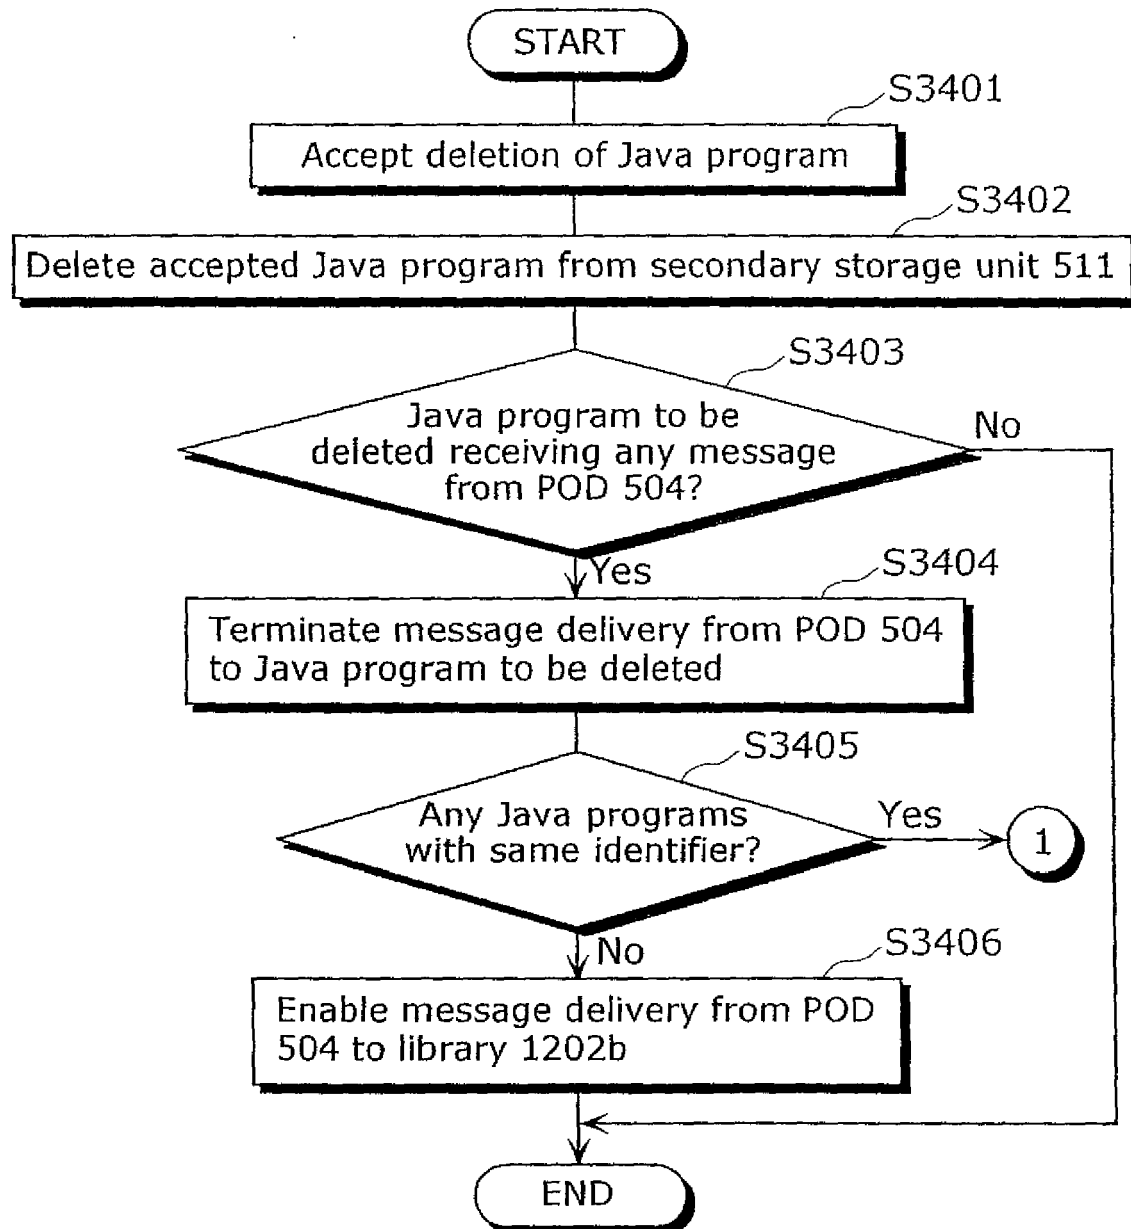 START
S3401
Accept deletion of Java program
S3402
Delete accepted Java program from secondary storage unit 511
S3403
Java program to be
deleted receiving any message
from POD 504?
No
Yes
S3404
Terminate message delivery from POD 504
to Java program to be deleted
S3405
Any Java programs
with same identifier?
Yes
1
No
S3406
Enable message delivery from POD
504 to library 1202b
END